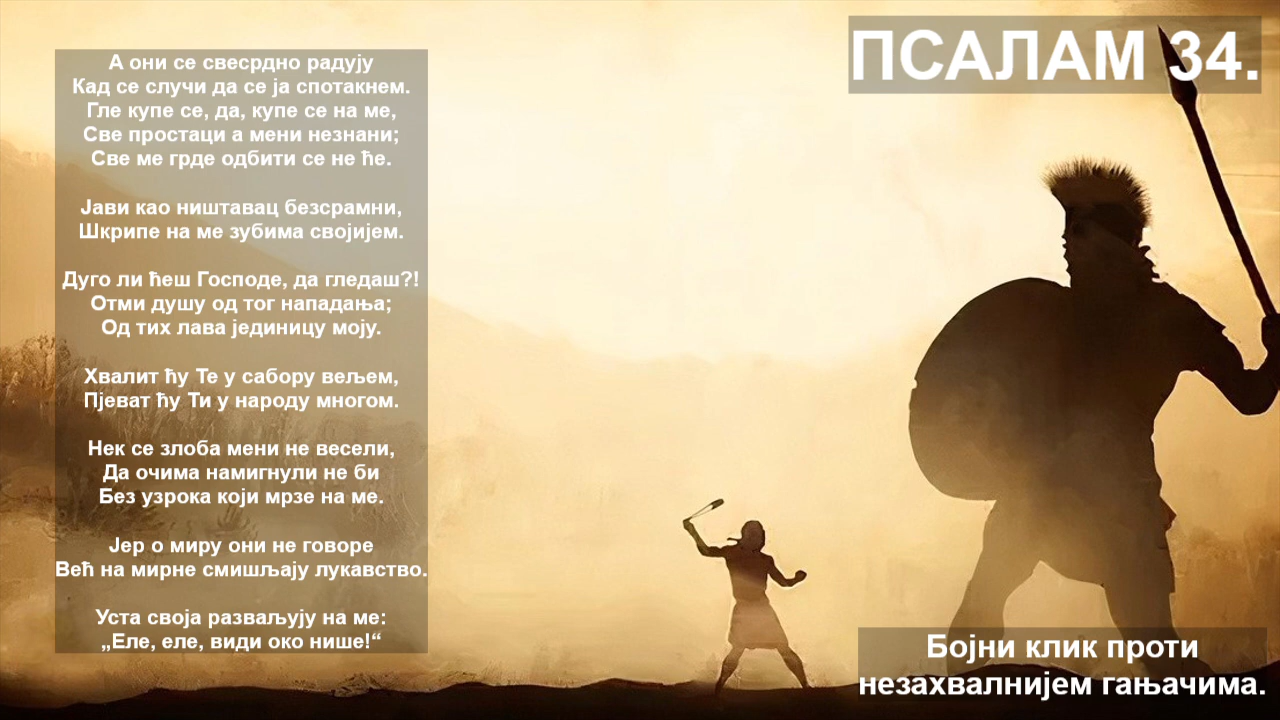 ПСАЛАМ 34.
А они се свесрдно радују
Кад се случи да се ја спотакнем.
Гле купе се, да, купе се на ме,
Све простаци а мени незнани;
Све ме грде одбити се не ће.
Јави као ништавац безсрамни,
Шкрипе на ме зубима својијем.
Дуго ли ћеш Господе, да гледаш?!
Отми душу од тог нападања;
Од тих лава јединицу моју.
Хвалит ћу Те у сабору вељем,
Пјеват ћу Ти у народу многом.
Нек се злоба мени не весели,
Да очима намигнули не би
Без узрока који мрзе на ме.
Јер о миру они не говоре
Већ на мирне смишљају лукавство.
Уста своја разваљују на ме:
„Еле, еле, види око нише!“
Бојни клик проти
незахвалнијем гањачима.